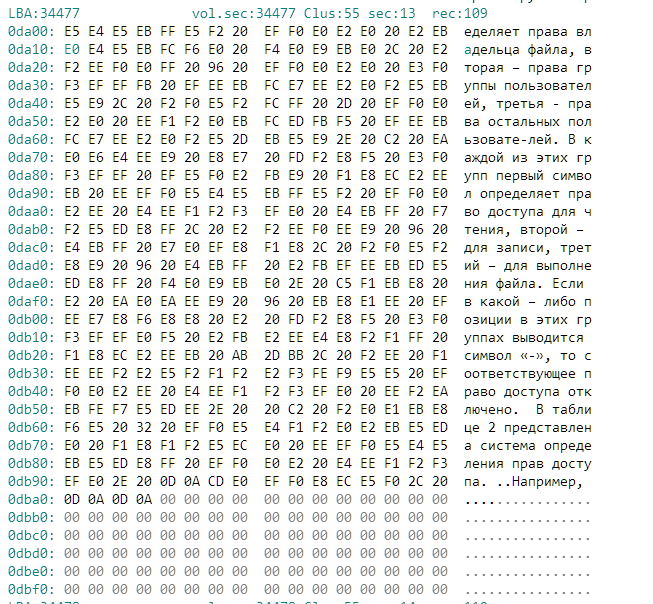 LBA:34477 vol.sec:34477 Clus:55 sec:13 rec:109
0da00: E5 E4 E5 EB FF E5 F2 20 EF F0 E0 E2 E0 20 E2 EB еделяет права вл
0da10: E0 E4 E5 EB FC F6 E0 20 F4 E0 E9 EB E0 2C 20 E2 адельца файла, в
0da20: F2 EE F0 E0 FF 20 96 20 EF F0 E0 E2 E0 20 E3 F0 торая – права гр
0da30: F3 EF EF FB 20 EF EE EB FC E7 EE E2 E0 F2 E5 EB уппы пользовател
0da40: E5 E9 2C 20 F2 F0 E5 F2 FC FF 20 2D 20 EF F0 E0 ей, третья - пра
0da50: E2 E0 20 EE F1 F2 E0 EB FC ED FB F5 20 EF EE EB ва остальных пол
0da60: FC E7 EE E2 E0 F2 E5 2D EB E5 E9 2E 20 C2 20 EA ьзовате-лей. В к
0da70: E0 E6 E4 EE E9 20 E8 E7 20 FD F2 E8 F5 20 E3 F0 аждой из этих гр
0da80: F3 EF EF 20 EF E5 F0 E2 FB E9 20 F1 E8 EC E2 EE упп первый симво
0da90: EB 20 EE EF F0 E5 E4 E5 EB FF E5 F2 20 EF F0 E0 л определяет пра
0daa0: E2 EE 20 E4 EE F1 F2 F3 EF E0 20 E4 EB FF 20 F7 во доступа для ч
0dab0: F2 E5 ED E8 FF 2C 20 E2 F2 EE F0 EE E9 20 96 20 тения, второй –
0dac0: E4 EB FF 20 E7 E0 EF E8 F1 E8 2C 20 F2 F0 E5 F2 для записи, трет
0dad0: E8 E9 20 96 20 E4 EB FF 20 E2 FB EF EE EB ED E5 ий – для выполне
0dae0: ED E8 FF 20 F4 E0 E9 EB E0 2E 20 C5 F1 EB E8 20 ния файла. Если
0daf0: E2 20 EA E0 EA EE E9 20 96 20 EB E8 E1 EE 20 EF в какой – либо п
0db00: EE E7 E8 F6 E8 E8 20 E2 20 FD F2 E8 F5 20 E3 F0 озиции в этих гр
0db10: F3 EF EF E0 F5 20 E2 FB E2 EE E4 E8 F2 F1 FF 20 уппах выводится
0db20: F1 E8 EC E2 EE EB 20 AB 2D BB 2C 20 F2 EE 20 F1 символ «-», то с
0db30: EE EE F2 E2 E5 F2 F1 F2 E2 F3 FE F9 E5 E5 20 EF оответствующее п
0db40: F0 E0 E2 EE 20 E4 EE F1 F2 F3 EF E0 20 EE F2 EA раво доступа отк
0db50: EB FE F7 E5 ED EE 2E 20 20 C2 20 F2 E0 E1 EB E8 лючено.  В табли
0db60: F6 E5 20 32 20 EF F0 E5 E4 F1 F2 E0 E2 EB E5 ED це 2 представлен
0db70: E0 20 F1 E8 F1 F2 E5 EC E0 20 EE EF F0 E5 E4 E5 а система опреде
0db80: EB E5 ED E8 FF 20 EF F0 E0 E2 20 E4 EE F1 F2 F3 ления прав досту
0db90: EF E0 2E 20 0D 0A CD E0 EF F0 E8 EC E5 F0 2C 20 па. ..Например,
0dba0: 0D 0A 0D 0A 00 00 00 00 00 00 00 00 00 00 00 00 ................
0dbb0: 00 00 00 00 00 00 00 00 00 00 00 00 00 00 00 00 ................
0dbc0: 00 00 00 00 00 00 00 00 00 00 00 00 00 00 00 00 ................
0dbd0: 00 00 00 00 00 00 00 00 00 00 00 00 00 00 00 00 ................
0dbe0: 00 00 00 00 00 00 00 00 00 00 00 00 00 00 00 00 ................
0dbf0: 00 00 00 00 00 00 00 00 00 00 00 00 00 00 00 00 ................